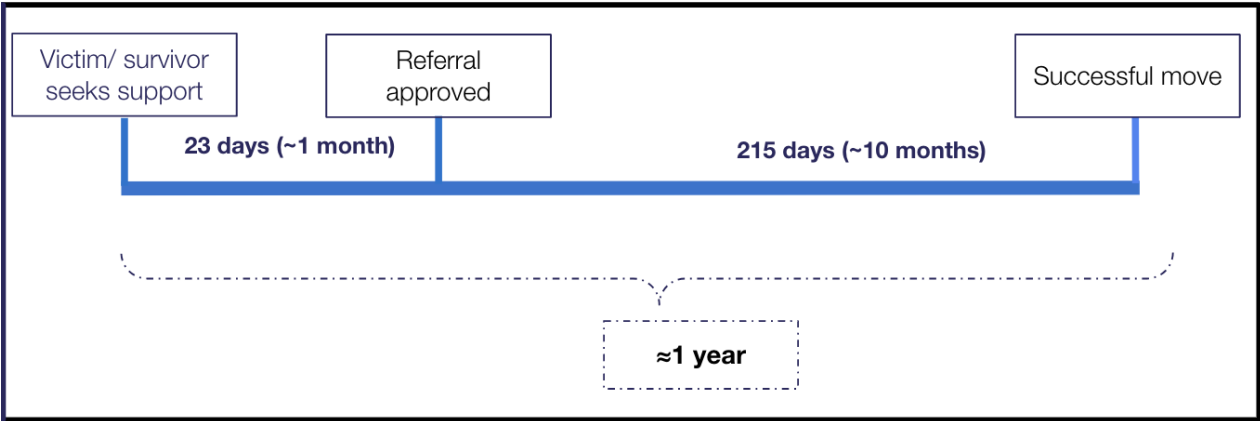 Victim/ survivor
seeks support
Referral
approved
Successful move
23 days (~1 month)
215 days (~10 months)
≈1 year